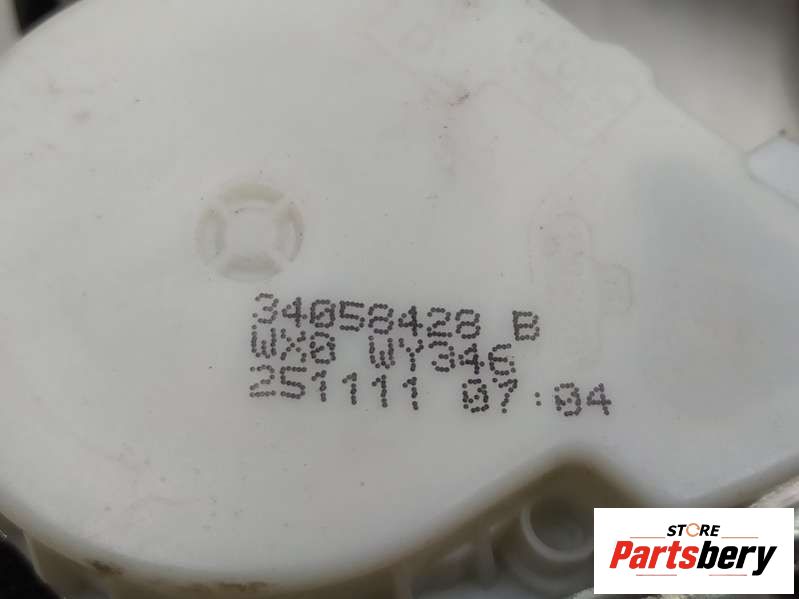 34058428 B
WX0 WY346
251111 07:04
STORE
Partsbery